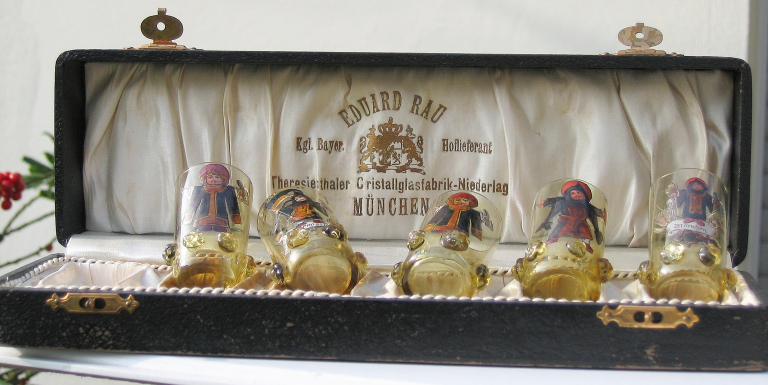 EDUARD RAU
Kgl. Bayer. Hoflieferant
Theresienthaler Cristallglasfabrik-Niederlag
MÜNCHEN